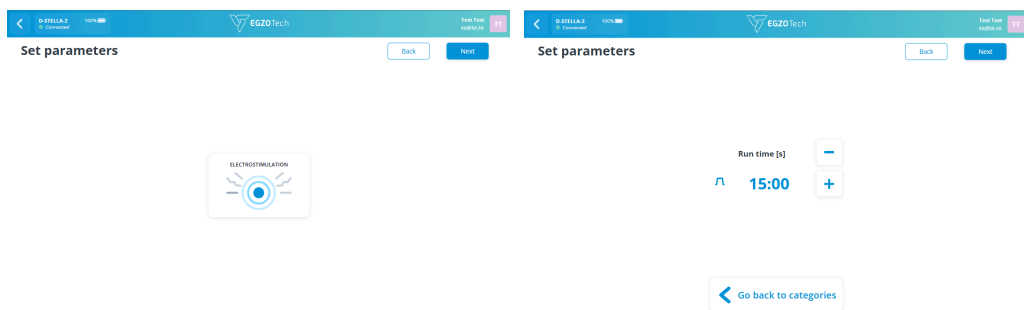 D-STELLA-2 100%
Connected
EGZOTech
Test Test
TT
Set parameters
Back
Next
ELECTROSTIMULATION
D-STELLA-2 100%
Connected
EGZOTech
Test Test
TT
Set parameters
Back
Next
Run time [s]
15:00
Go back to categories